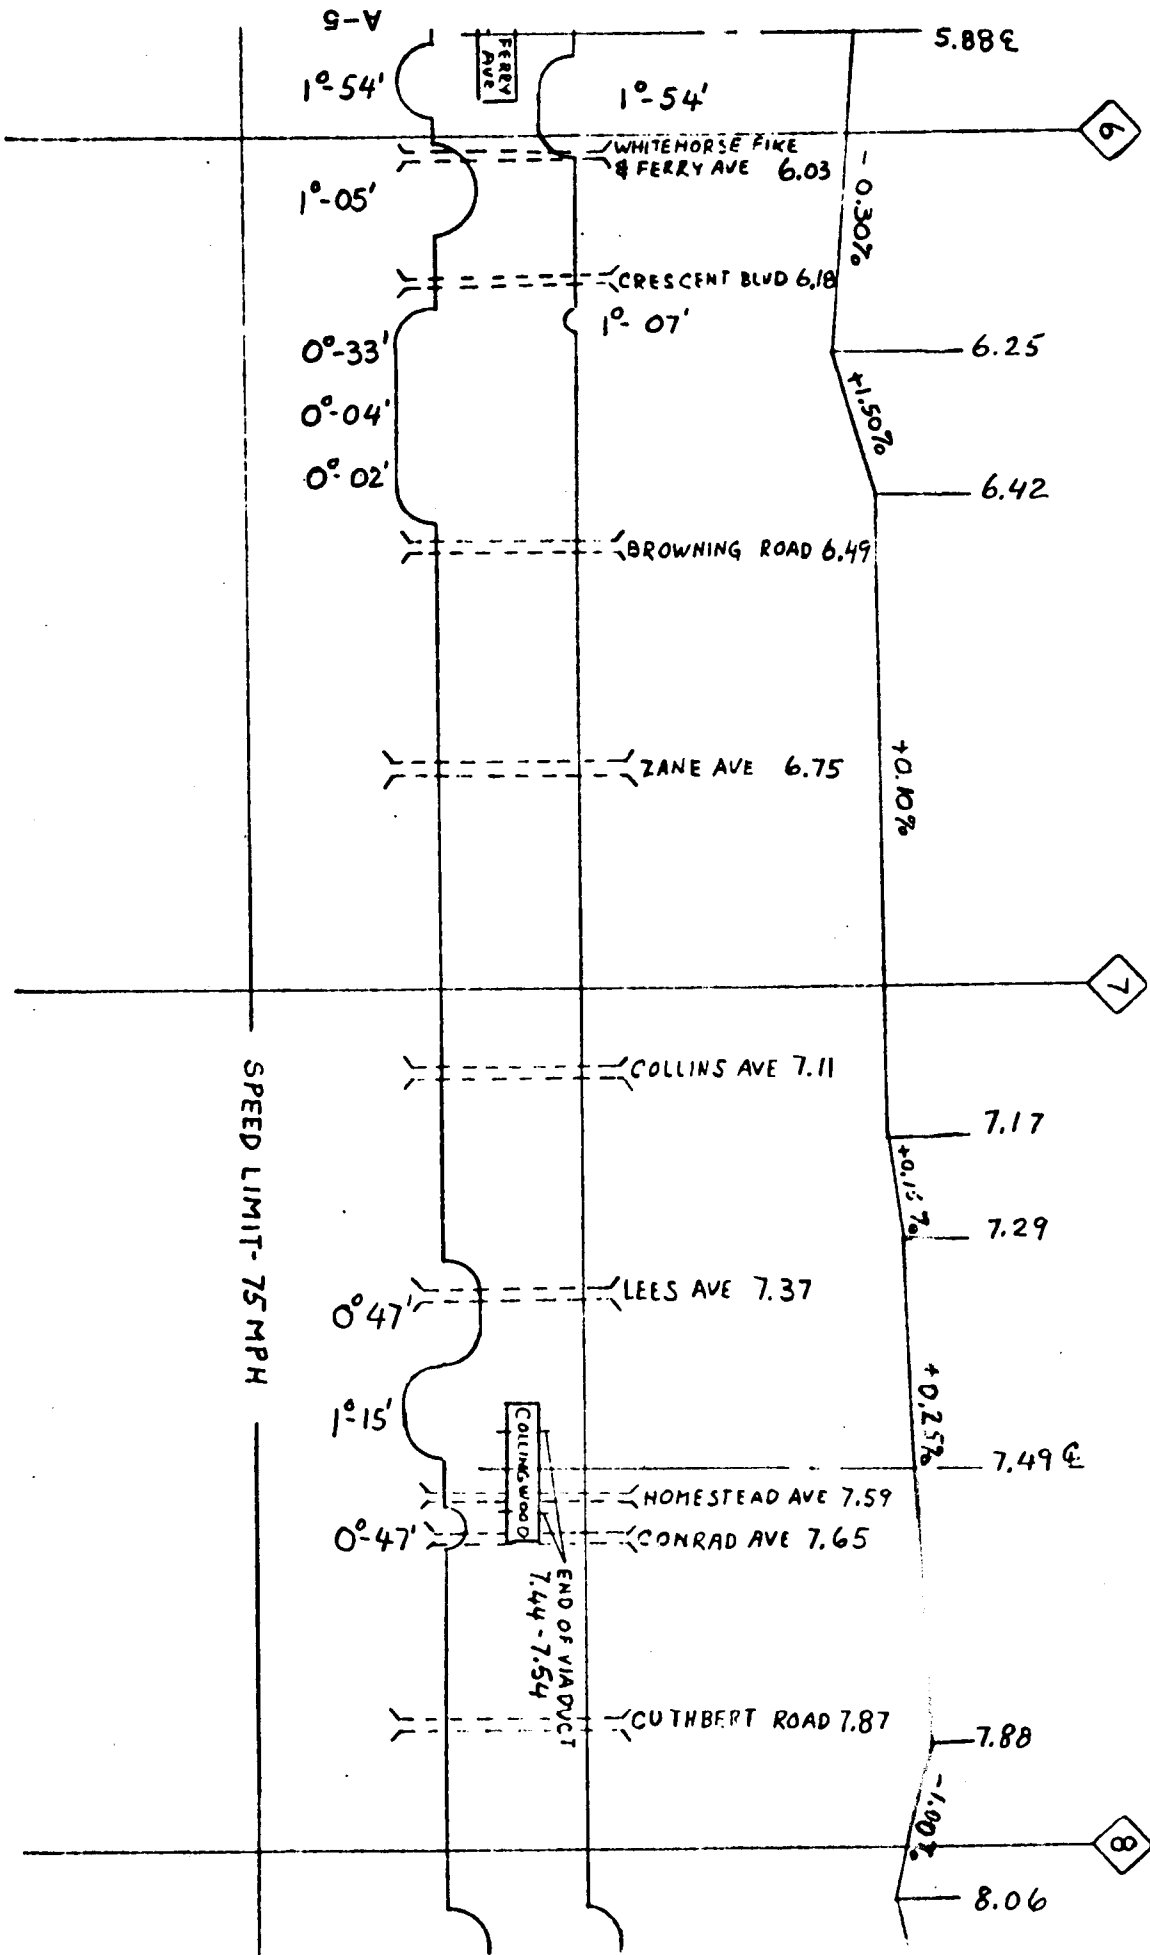 A-5
5.88 ℄
FERRY
AVE
1°-54'
1°-54'
6
WHITEHORSE PIKE
& FERRY AVE 6.03
1°-05'
-0.30%
CRESCENT BLVD 6.18
1°-07'
0°-33'
6.25
0°-04'
+1.50%
0°-02'
6.42
BROWNING ROAD 6.49
ZANE AVE 6.75
+0.10%
7
COLLINS AVE 7.11
7.17
SPEED LIMIT- 75 MPH
7.29
LEES AVE 7.37
0°47'
+0.25%
1°-15'
COLLINGSWOOD
7.49 ℄
HOMESTEAD AVE 7.59
0°-47'
CONRAD AVE 7.65
END OF VIADUCT
7.44-7.54
CUTHBERT ROAD 7.87
7.88
-1.00%
8
8.06